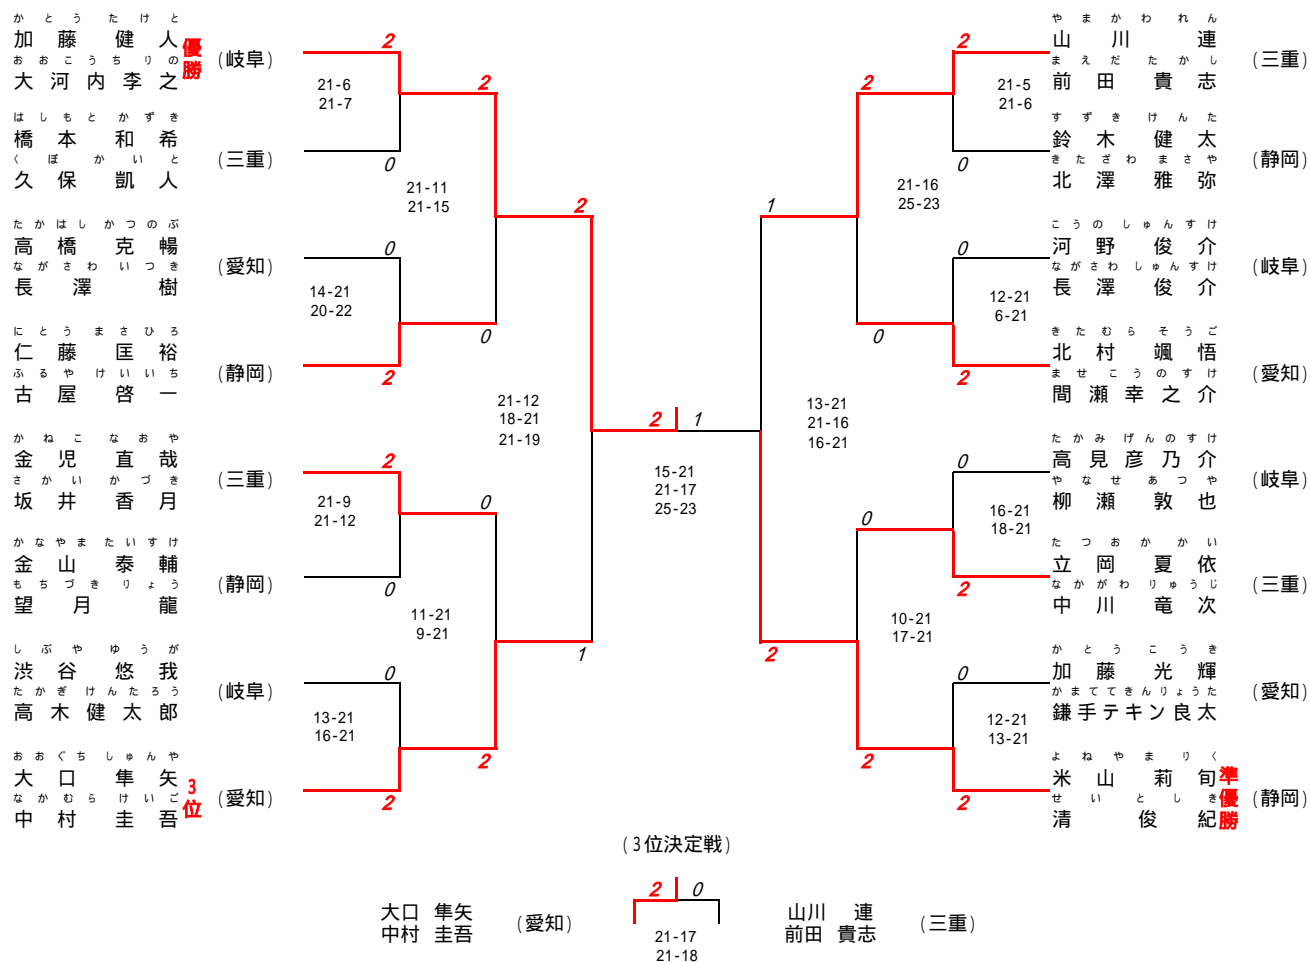 かとう たけと
加藤 健人
おおこうち りの
大河内李之
優勝
(岐阜)
はしもと かずき
橋本 和希
くぼ かいと
久保 凱人
(三重)
たかはし かつのぶ
高橋 克暢
ながさわ いつき
長澤 樹
(愛知)
にとう まさひろ
仁藤 匡裕
ふるや けいいち
古屋 啓一
(静岡)
かねこ なおや
金児 直哉
さかい かづき
坂井 香月
(三重)
かなやま たいすけ
金山 泰輔
もちづき りょう
望月 龍
(静岡)
しぶや ゆうが
渋谷 悠我
たかぎ けんたろう
高木健太郎
(岐阜)
おおぐち しゅんや
大口 隼矢
なかむら けいご
中村 圭吾
3位
(愛知)
2
21-6
21-7
0
0
14-21
20-22
2
2
21-9
21-12
0
0
13-21
16-21
2
2
21-11
21-15
0
0
11-21
9-21
2
2
21-12
18-21
21-19
1
2
1
15-21
21-17
25-23
1
13-21
21-16
16-21
2
2
21-16
25-23
0
0
10-21
17-21
2
2
21-5
21-6
0
0
12-21
6-21
2
0
16-21
18-21
2
0
12-21
13-21
2
やまかわ れん
山川 連
まえだ たかし
前田 貴志
(三重)
すずき けんた
鈴木 健太
きたざわ まさや
北澤 雅弥
(静岡)
こうの しゅんすけ
河野 俊介
ながさわ しゅんすけ
長澤 俊介
(岐阜)
きたむら そうご
北村 颯悟
ませ こうのすけ
間瀬幸之介
(愛知)
たかみ げんのすけ
高見彦乃介
やなせ あつや
柳瀬 敦也
(岐阜)
たつおか かい
立岡 夏依
なかがわ りゅうじ
中川 竜次
(三重)
かとう こうき
加藤 光輝
かまててきんりょうた
鎌手テキン良太
(愛知)
よねやま りく
米山 莉旬
せい としき
清 俊紀
準優勝
(静岡)
(3位決定戦)
大口 隼矢
中村 圭吾
(愛知)
2
0
21-17
21-18
山川 連
前田 貴志
(三重)